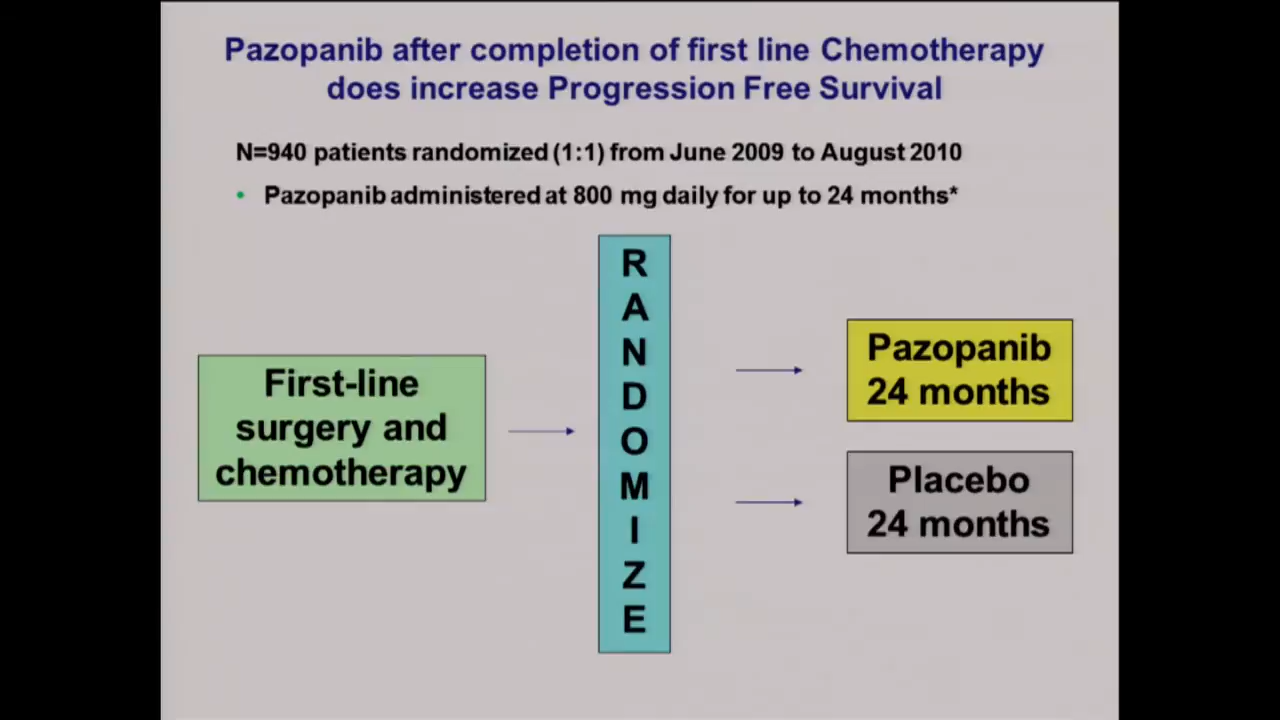 Pazopanib after completion of first line Chemotherapy
does increase Progression Free Survival
N=940 patients randomized (1:1) from June 2009 to August 2010
• Pazopanib administered at 800 mg daily for up to 24 months*
First-line
surgery and
chemotherapy
R
A
N
D
O
M
I
Z
E
Pazopanib
24 months
Placebo
24 months